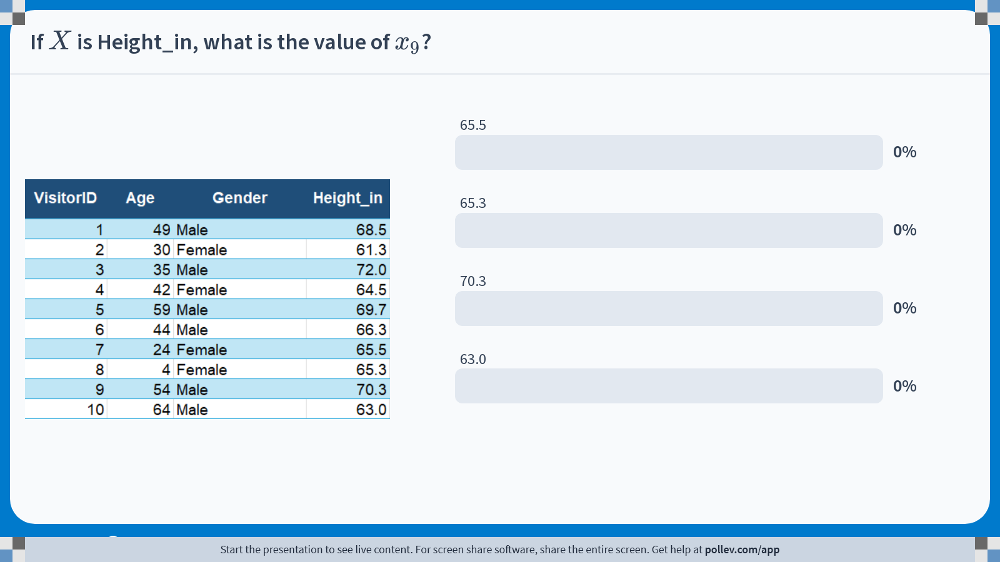 If X is Height_in, what is the value of x₉?
VisitorID Age Gender Height_in
1 49 Male 68.5
2 30 Female 61.3
3 35 Male 72.0
4 42 Female 64.5
5 59 Male 69.7
6 44 Male 66.3
7 24 Female 65.5
8 4 Female 65.3
9 54 Male 70.3
10 64 Male 63.0
65.5
0%
65.3
0%
70.3
0%
63.0
0%
Start the presentation to see live content. For screen share software, share the entire screen. Get help at pollev.com/app